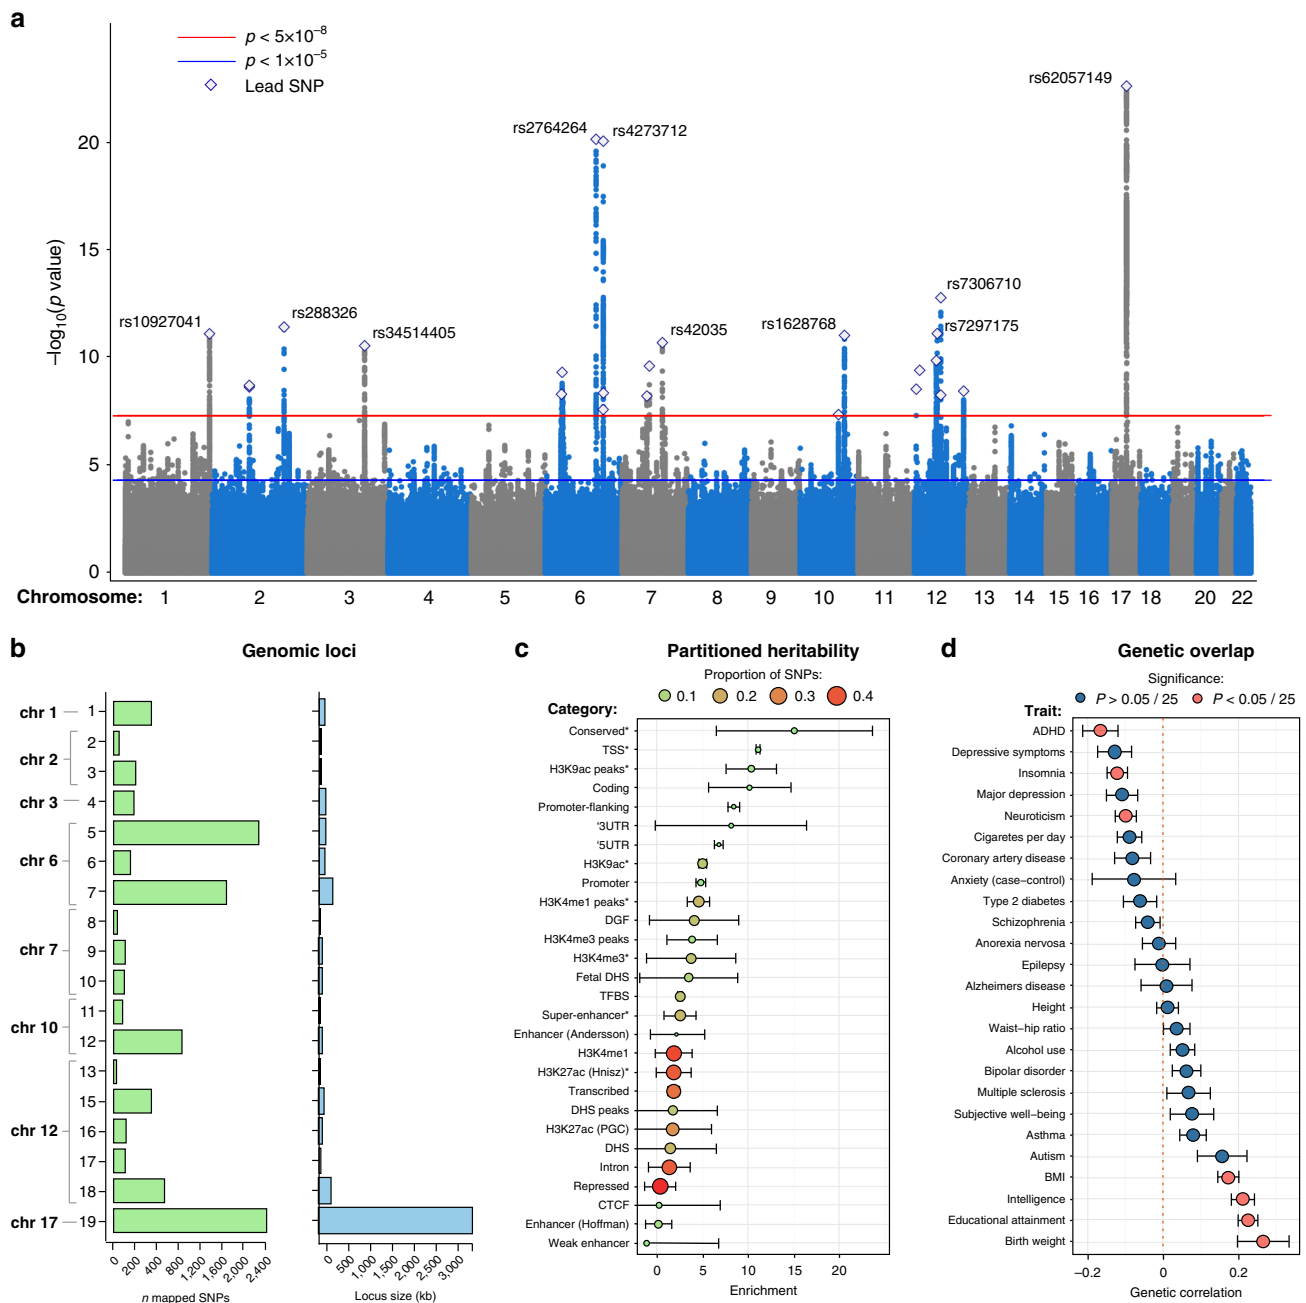 a
p < 5×10⁻⁸
p < 1×10⁻⁵
Lead SNP
rs62057149
rs2764264
rs4273712
rs7306710
rs10927041
rs288326
rs34514405
rs42035
rs1628768
rs7297175
−log₁₀(p value)
20
15
10
5
0
Chromosome: 1 2 3 4 5 6 7 8 9 10 11 12 13 14 15 16 17 18 20 22
b
Genomic loci
chr 1
chr 2
chr 3
chr 6
chr 7
chr 10
chr 12
chr 17
1
2
3
4
5
6
7
8
9
10
11
12
13
15
16
17
18
19
0 200 400 800 1,200 1,600 2,000 2,400
n mapped SNPs
0 500 1,000 1,500 2,000 2,500 3,000
Locus size (kb)
c
Partitioned heritability
Proportion of SNPs:
0.1 0.2 0.3 0.4
Category:
Conserved*
TSS*
H3K9ac peaks*
Coding
Promoter-flanking
'3UTR
'5UTR
H3K9ac*
Promoter
H3K4me1 peaks*
DGF
H3K4me3 peaks
H3K4me3*
Fetal DHS
TFBS
Super-enhancer*
Enhancer (Andersson)
H3K4me1
H3K27ac (Hnisz)*
Transcribed
DHS peaks
H3K27ac (PGC)
DHS
Intron
Repressed
CTCF
Enhancer (Hoffman)
Weak enhancer
0 5 10 15 20
Enrichment
d
Genetic overlap
Significance:
P > 0.05 / 25 P < 0.05 / 25
Trait:
ADHD
Depressive symptoms
Insomnia
Major depression
Neuroticism
Cigaretes per day
Coronary artery disease
Anxiety (case–control)
Type 2 diabetes
Schizophrenia
Anorexia nervosa
Epilepsy
Alzheimers disease
Height
Waist–hip ratio
Alcohol use
Bipolar disorder
Multiple sclerosis
Subjective well–being
Asthma
Autism
BMI
Intelligence
Educational attainment
Birth weight
−0.2 0 0.2
Genetic correlation